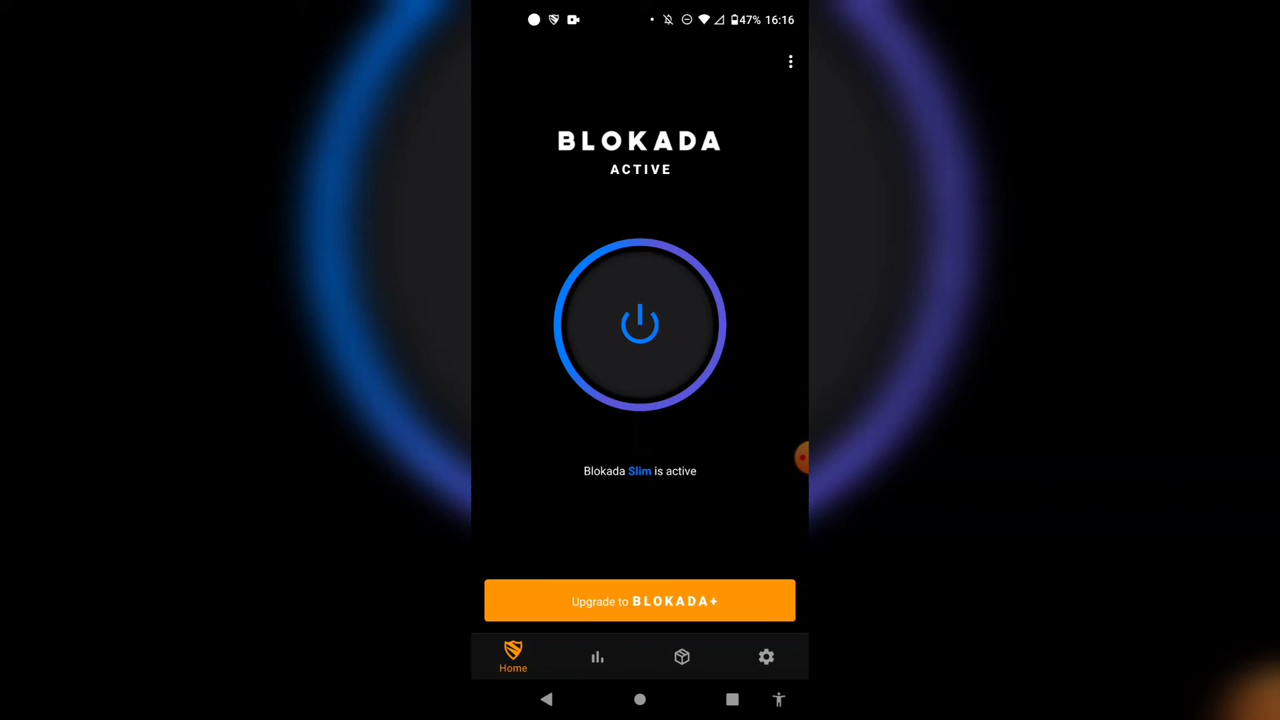 47% 16:16
BLOKADA
ACTIVE
Blokada Slim is active
Upgrade to BLOKADA+
Home